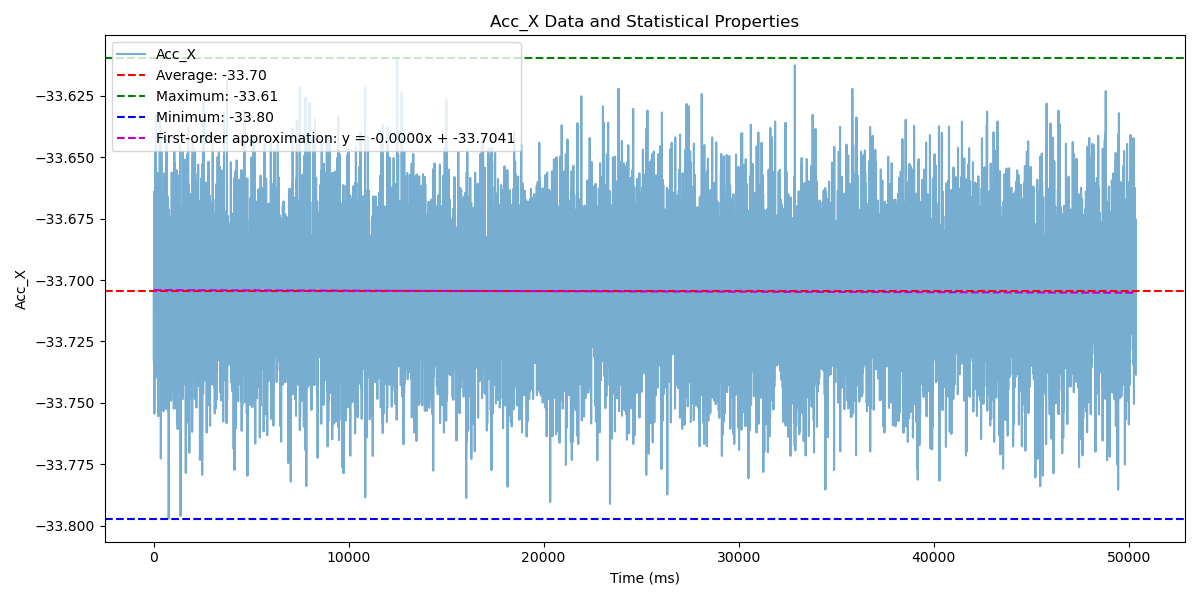 Acc_X Data and Statistical Properties
Acc_X
Average: -33.70
Maximum: -33.61
Minimum: -33.80
First-order approximation: y = -0.0000x + -33.7041
−33.625
−33.650
−33.675
−33.700
−33.725
−33.750
−33.775
−33.800
Acc_X
0
10000
20000
30000
40000
50000
Time (ms)